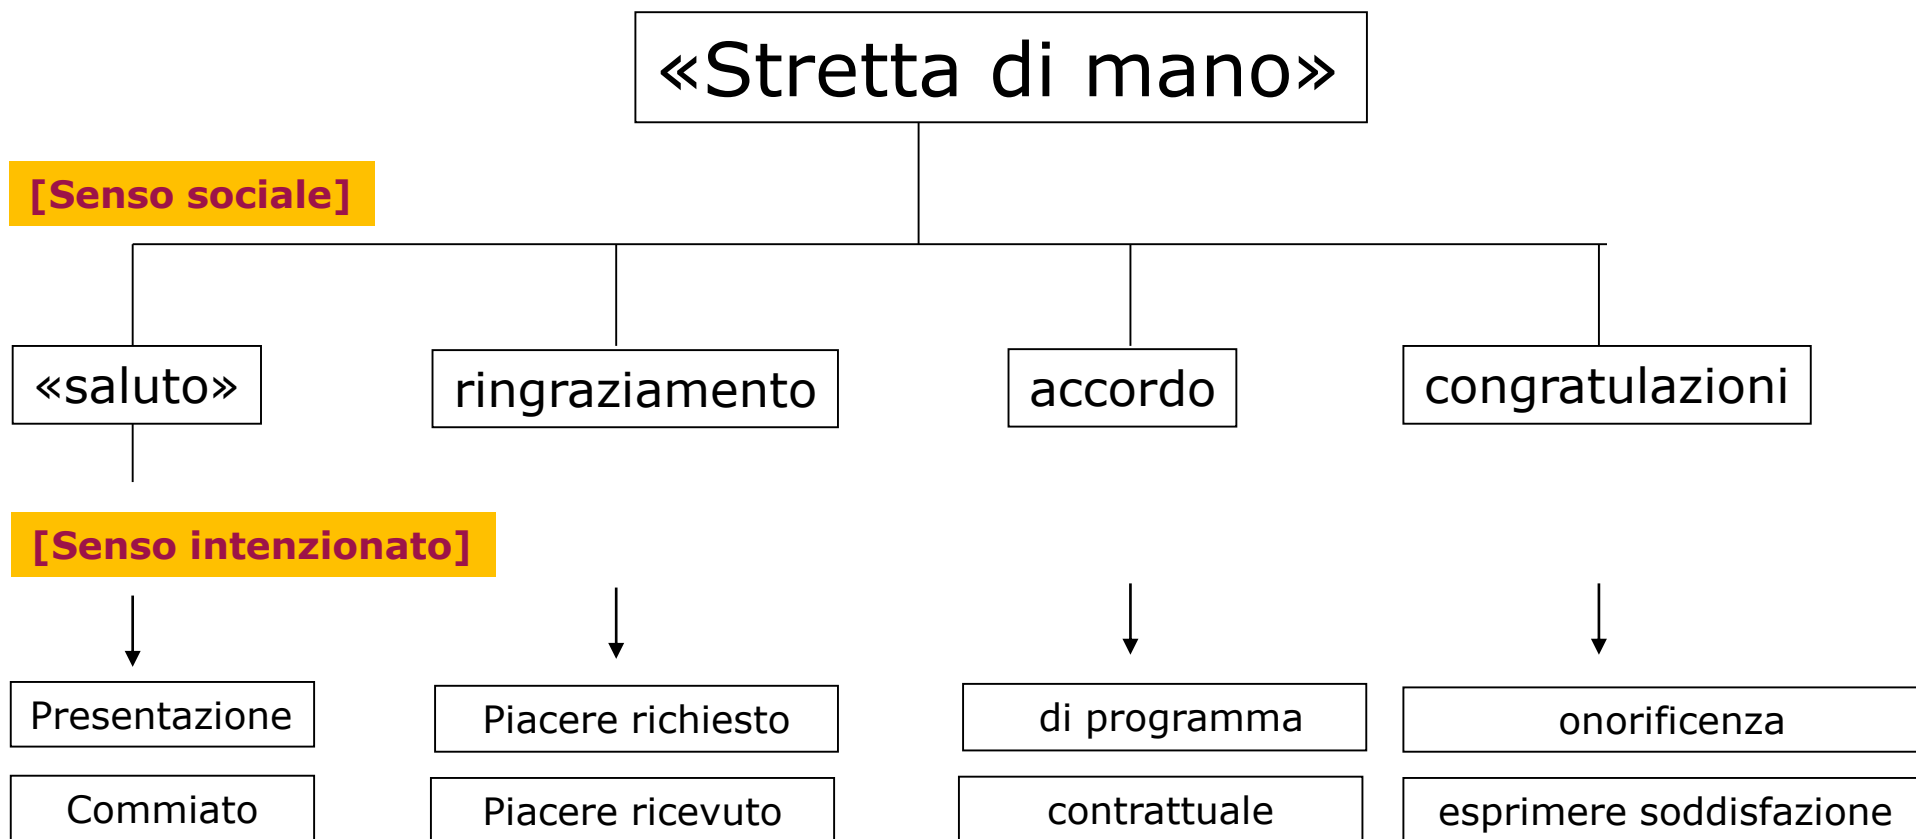 «Stretta di mano»
[Senso sociale]
«saluto»
ringraziamento
accordo
congratulazioni
[Senso intenzionato]
Presentazione
Piacere richiesto
di programma
onorificenza
Commiato
Piacere ricevuto
contrattuale
esprimere soddisfazione